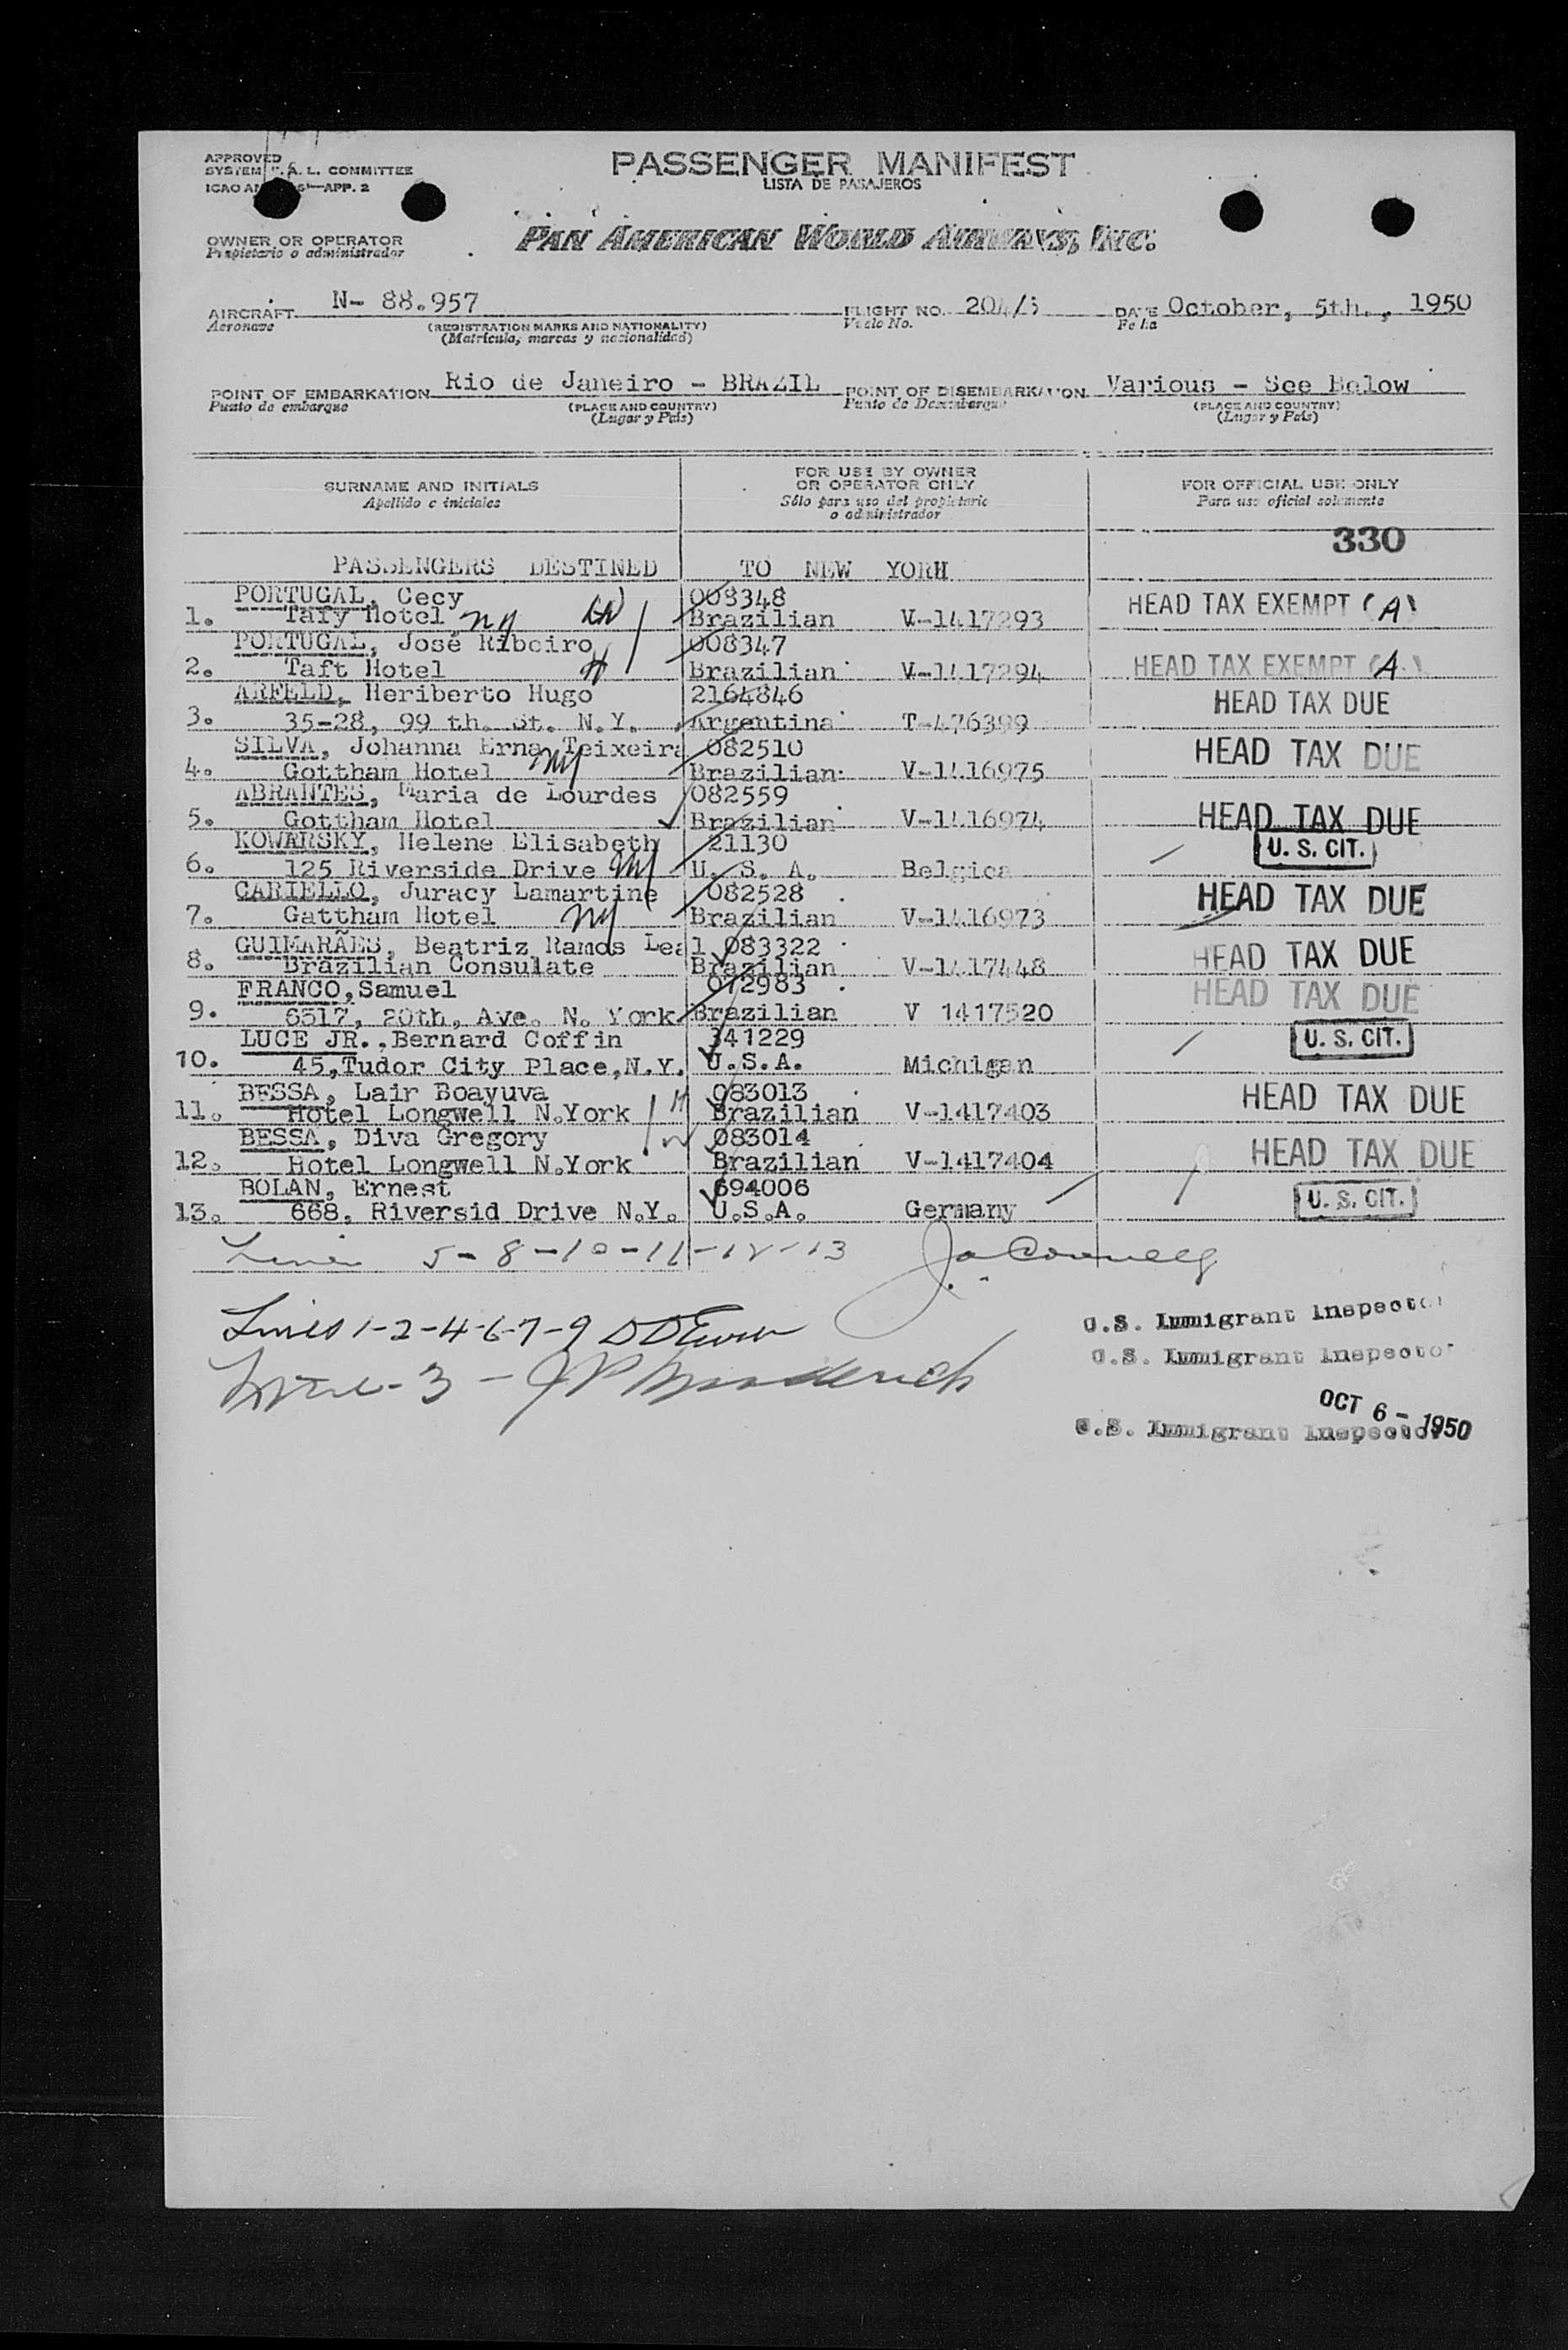 APPROVED
SYSTEM F. A. L. COMMITTEE
ICAO APP. 2
PASSENGER MANIFEST
LISTA DE PASAJEROS
OWNER OR OPERATOR
Propietario o administrador
PAN AMERICAN WORLD AIRWAYS, INC.
AIRCRAFT N- 88.957 FLIGHT NO. DATE October, 5th., 1950
Aeronave (REGISTRATION MARKS AND NATIONALITY) Vuelo No. Fecha
(Matrícula, marcas y nacionalidad)
POINT OF EMBARKATION Rio de Janeiro - BRAZIL POINT OF DISEMBARKATION Various - See Below
Punto de embarque (PLACE AND COUNTRY) Punto de Desembarque (PLACE AND COUNTRY)
(Lugar y País) (Lugar y País)
SURNAME AND INITIALS FOR USE BY OWNER OR OPERATOR ONLY FOR OFFICIAL USE ONLY
Apellido e iniciales Sólo para uso del propietario o administrador Para uso oficial solamente
330
PASSENGERS DESTINED TO NEW YORH
PORTUGAL, Cecy 008348
1. Tafy Hotel ny W Brazilian V-1417293 HEAD TAX EXEMPT (A)
PORTUGAL, José Ribeiro 008347
2. Taft Hotel H Brazilian V-1417294 HEAD TAX EXEMPT (A)
ARFELD, Heriberto Hugo 2164846
3. 35-28, 99 th. St. N.Y. Argentina T-476399 HEAD TAX DUE
SILVA, Johanna Erna Teixeira 082510
4. Gottham Hotel ny Brazilian V-1416975 HEAD TAX DUE
ABRANTES, Maria de Lourdes 082559
5. Gottham Hotel Brazilian V-1416974 HEAD TAX DUE
KOWARSKY, Helene Elisabeth 21130
6. 125 Riverside Drive ny U. S. A. Belgica U. S. CIT.
CARIELLO, Juracy Lamartine 082528
7. Gattham Hotel ny Brazilian V-1416973 HEAD TAX DUE
GUIMARÃES, Beatriz Ramos Leal 083322
8. Brazilian Consulate Brazilian V-1417448 HEAD TAX DUE
FRANCO, Samuel 072983
9. 6517, 20th, Ave. N. York Brazilian V 1417520 HEAD TAX DUE
LUCE JR., Bernard Coffin 341229
10. 45, Tudor City Place, N.Y. U.S.A. Michigan U. S. CIT.
BESSA, Lair Boayuva 083013
11. Hotel Longwell N.York H Brazilian V-1417403 HEAD TAX DUE
BESSA, Diva Gregory 083014
12. Hotel Longwell N.York W Brazilian V-1417404 HEAD TAX DUE
BOLAN, Ernest 694006
13. 668, Riversid Drive N.Y. U.S.A. Germany U. S. CIT.
Lines 5-8-10-11-12-13
Lines 1-2-4-6-7-9
U.S. Immigrant Inspector
U.S. Immigrant Inspector
Line - 3 -
OCT 6 - 1950
U.S. Immigrant Inspector